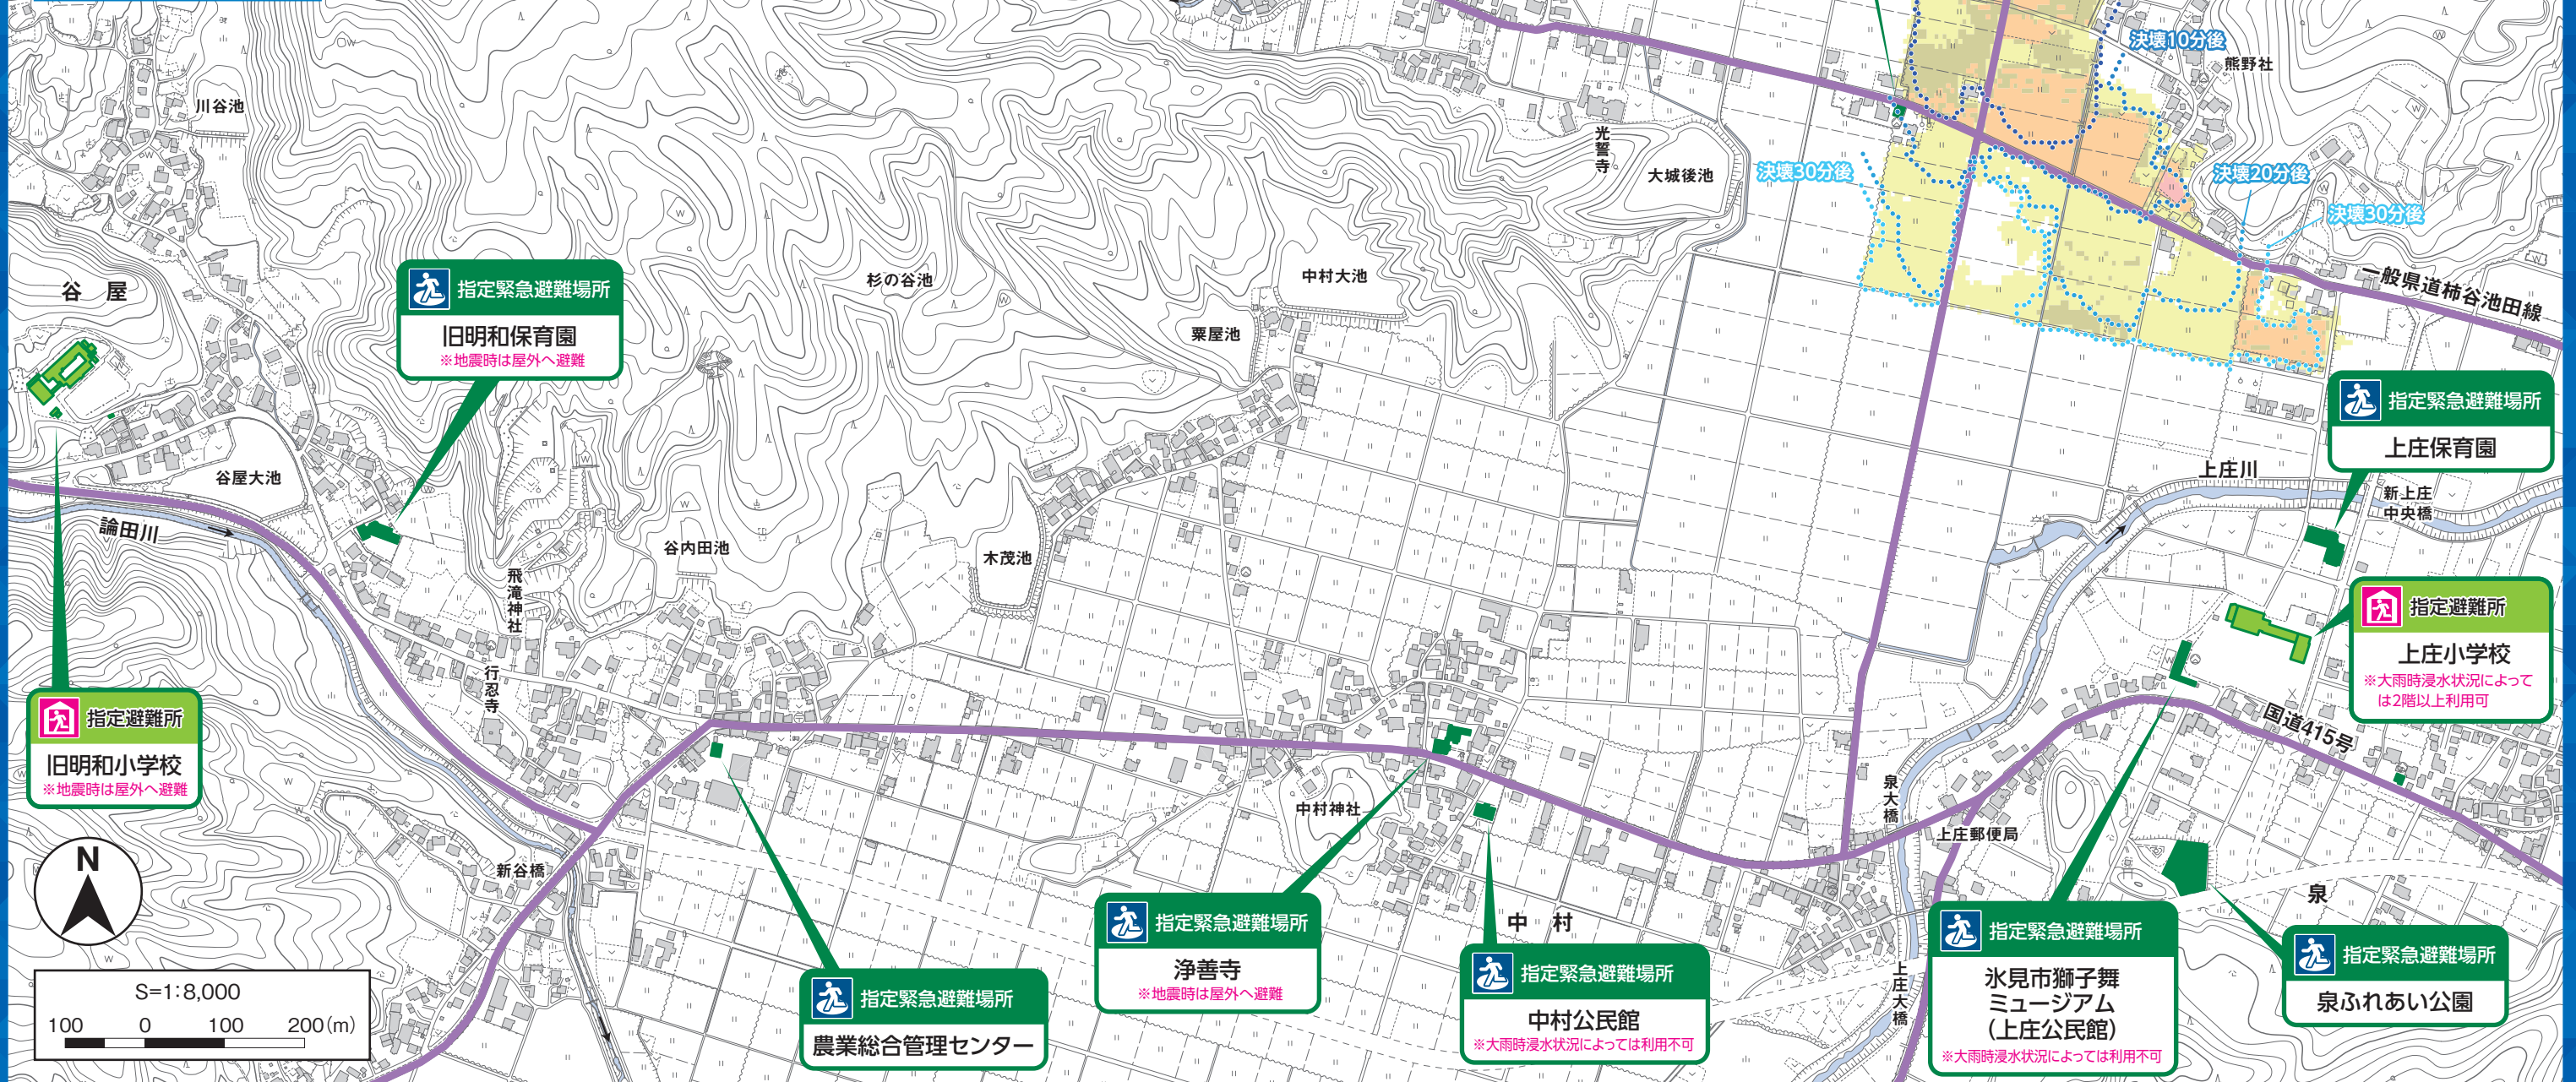 決壊10分後
熊野社
川谷池
光誓寺
大城後池
決壊30分後
決壊20分後
決壊30分後
谷 屋
杉の谷池
中村大池
粟屋池
一般県道柿谷池田線
指定緊急避難場所
旧明和保育園
※地震時は屋外へ避難
指定緊急避難場所
上庄保育園
谷屋大池
論田川
上庄川
新上庄
中央橋
谷内田池
木茂池
飛滝神社
行忍寺
指定避難所
上庄小学校
※大雨時浸水状況によって
は2階以上利用可
指定避難所
旧明和小学校
※地震時は屋外へ避難
国道415号
泉大橋
中村神社
上庄郵便局
新谷橋
N
泉
中 村
上庄大橋
指定緊急避難場所
浄善寺
※地震時は屋外へ避難
指定緊急避難場所
農業総合管理センター
指定緊急避難場所
中村公民館
※大雨時浸水状況によっては利用不可
指定緊急避難場所
氷見市獅子舞
ミュージアム
(上庄公民館)
※大雨時浸水状況によっては利用不可
指定緊急避難場所
泉ふれあい公園
S=1:8,000
100 0 100 200(m)